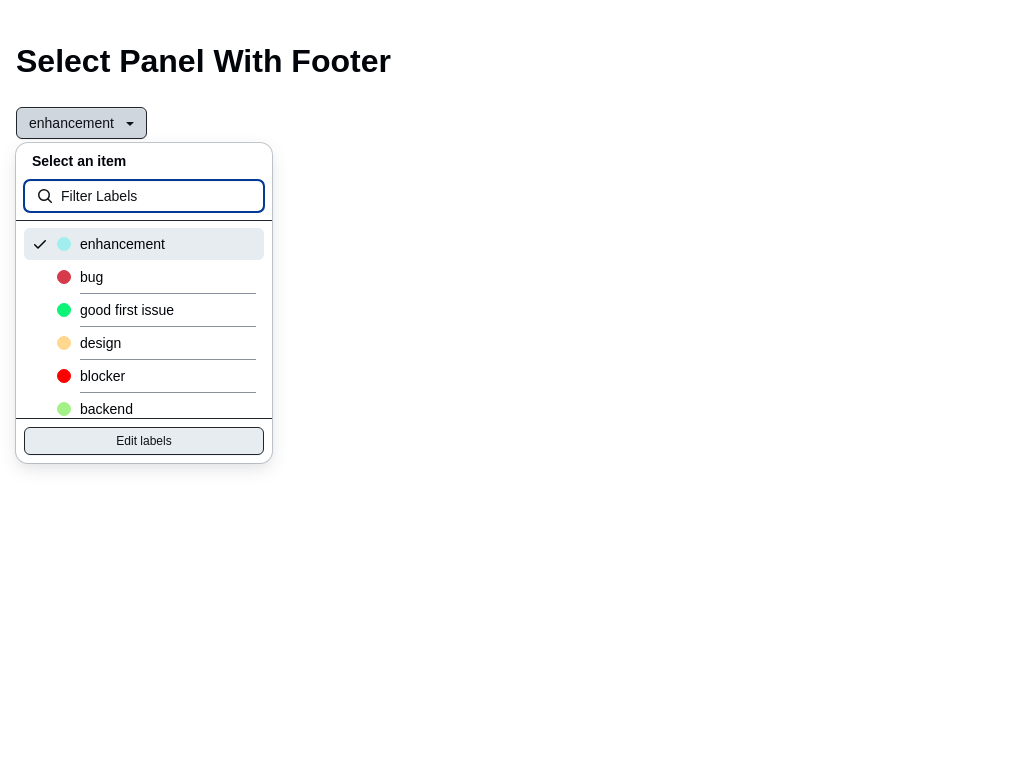 Select Panel With Footer
enhancement
Select an item
Filter Labels
enhancement
bug
good first issue
design
blocker
backend
Edit labels